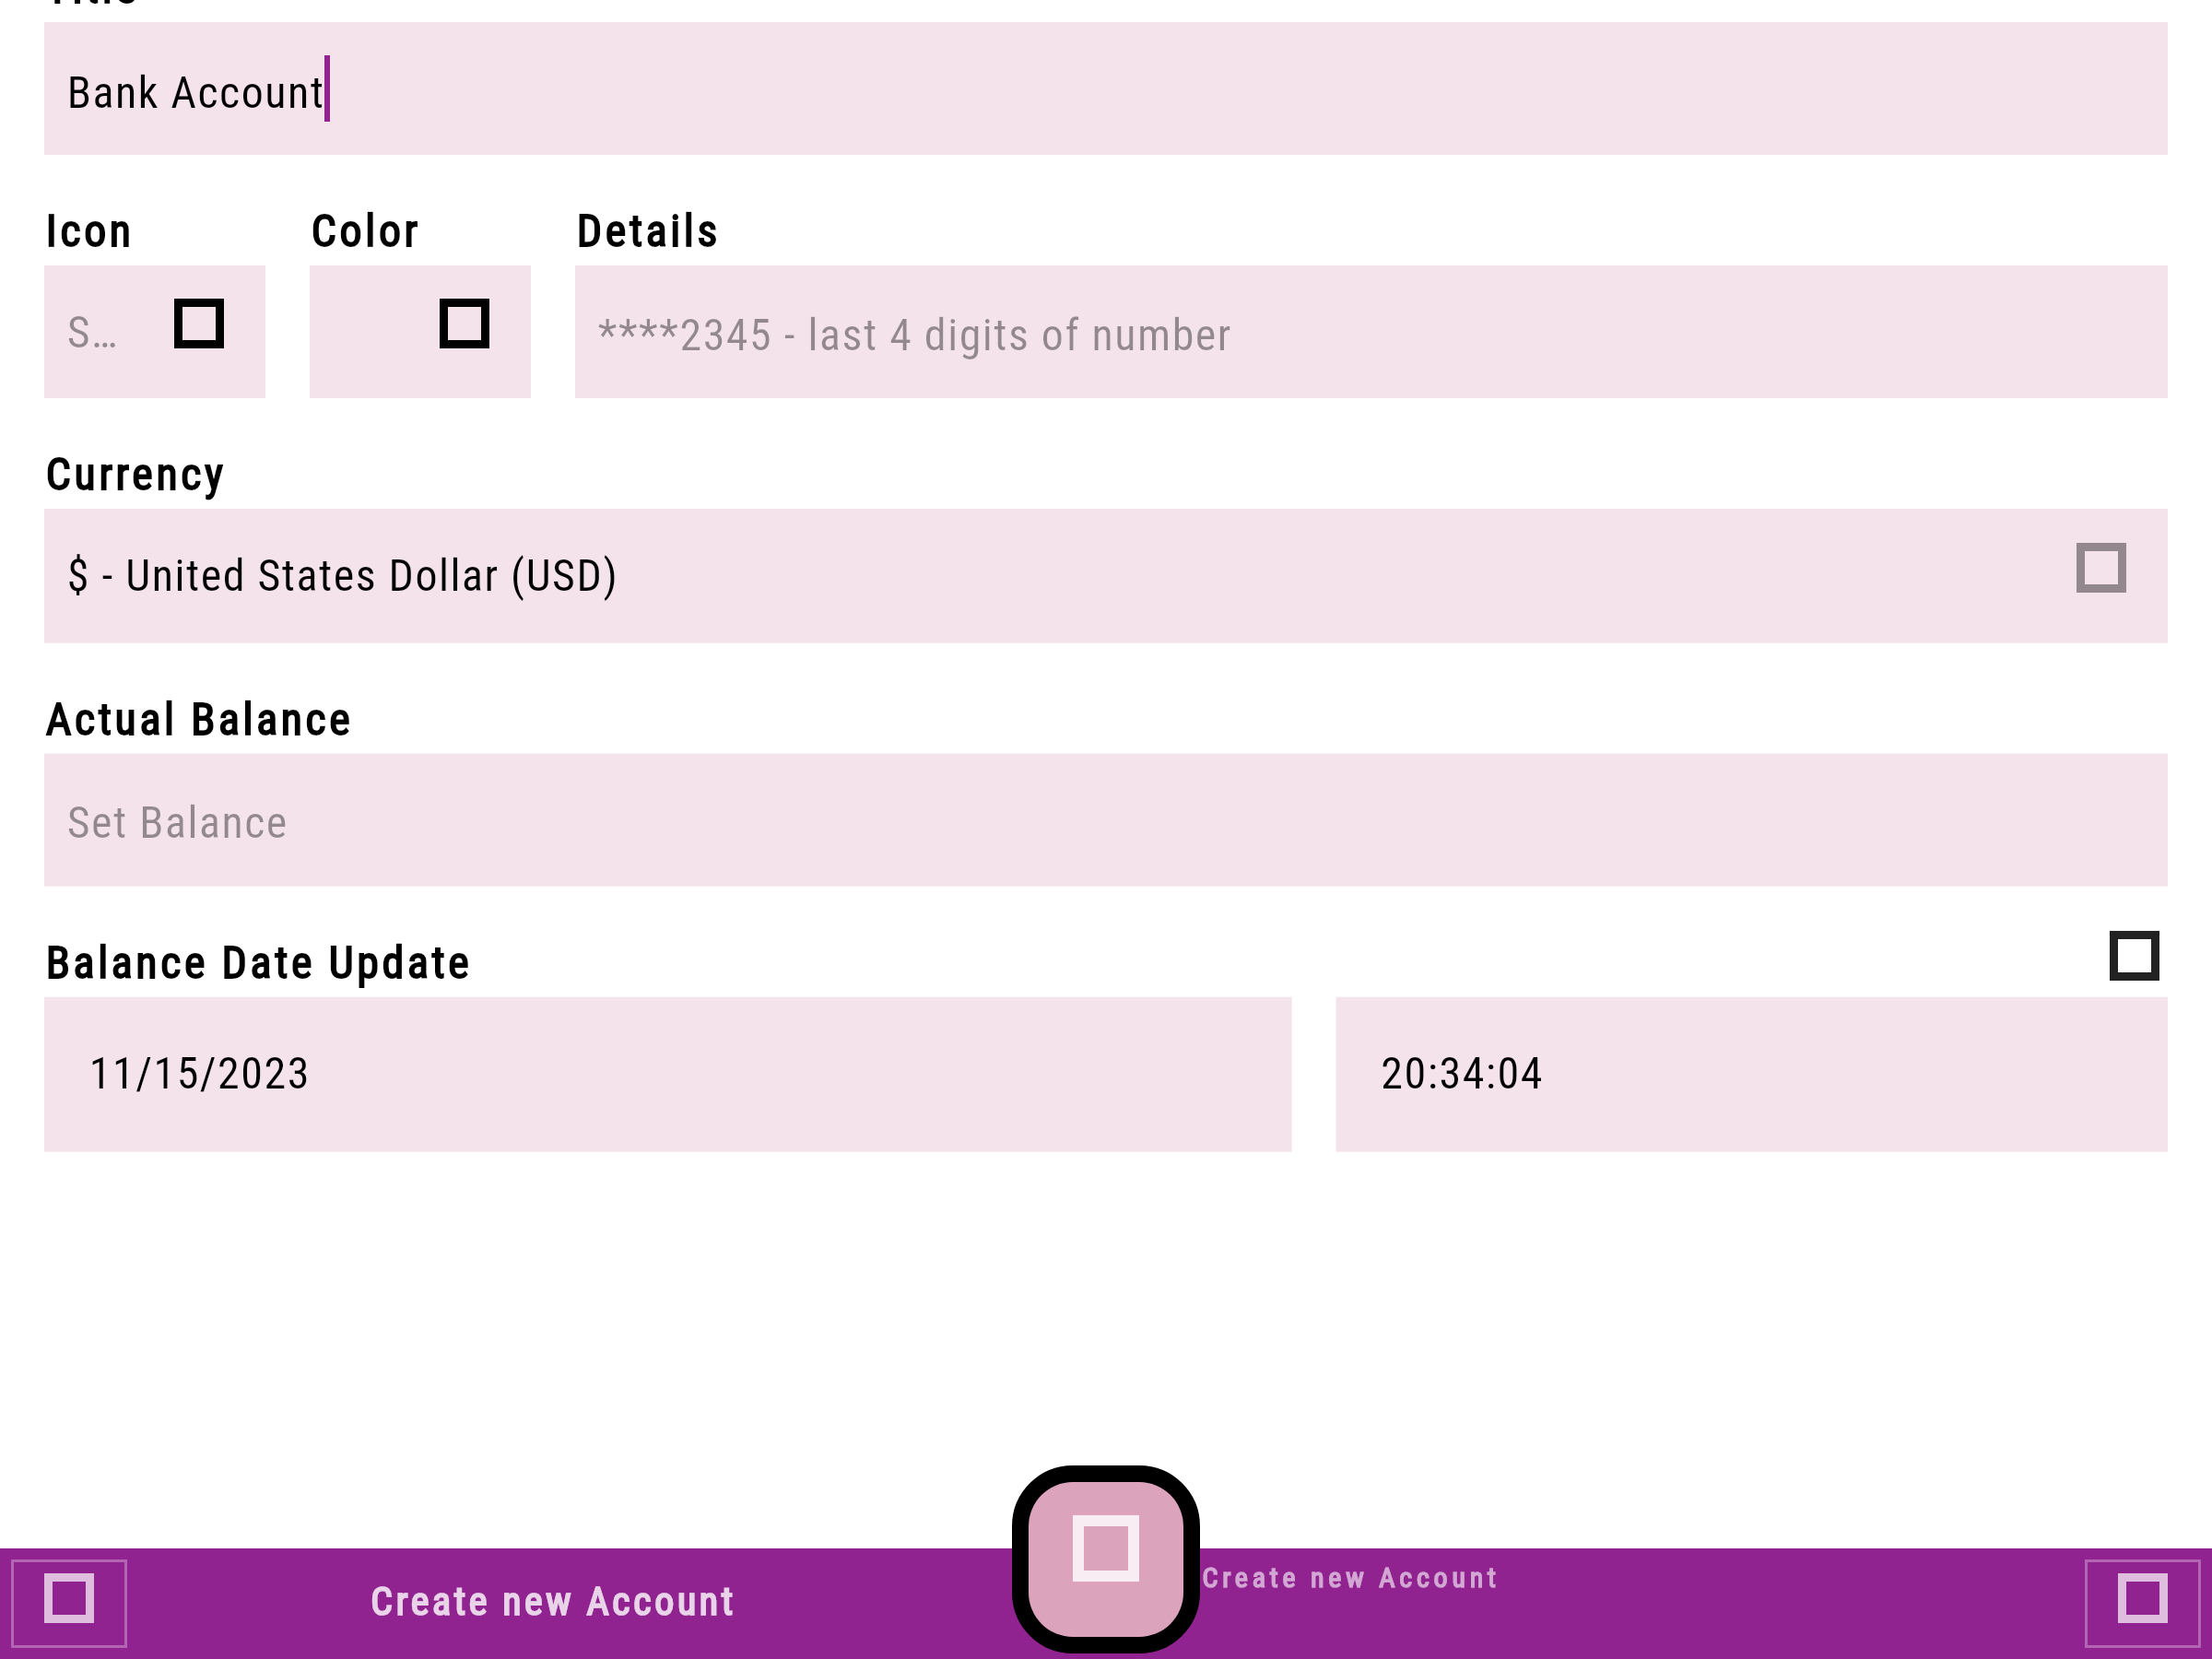 Bank Account
Icon Color Details
S… ****2345 - last 4 digits of number
Currency
$ - United States Dollar (USD)
Actual Balance
Set Balance
Balance Date Update
11/15/2023 20:34:04
Create new Account Create new Account